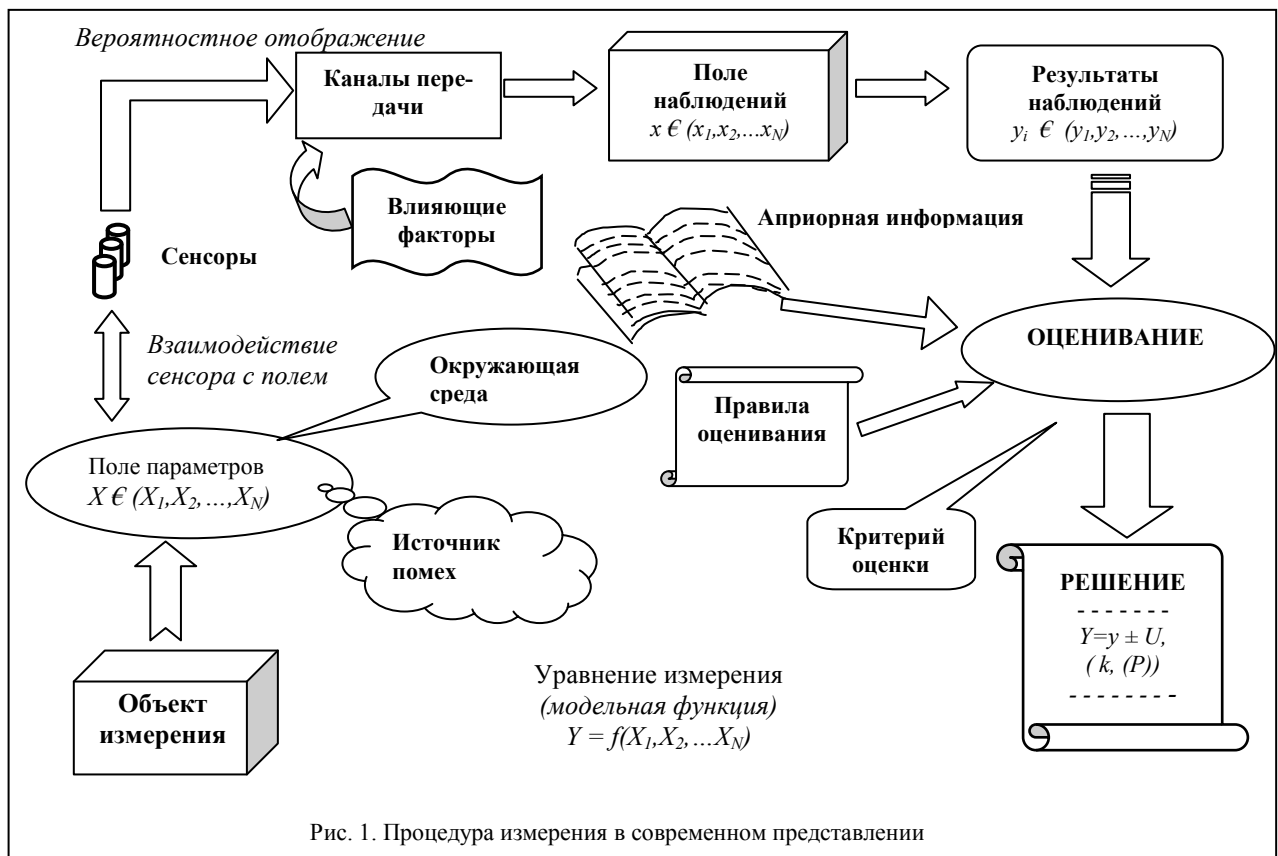 Вероятностное отображение
Каналы пере-
дачи
Поле
наблюдений
x € (x1,x2,...xN)
Результаты
наблюдений
yi € (y1,y2,...,yN)
Влияющие
факторы
Априорная информация
Сенсоры
Взаимодействие
сенсора с полем
Окружающая
среда
ОЦЕНИВАНИЕ
Правила
оценивания
Поле параметров
X € (X1,X2,...,XN)
Источник
помех
Критерий
оценки
РЕШЕНИЕ
- - - - - - -
Y=y ± U,
( k, (P))
- - - - - - - -
Объект
измерения
Уравнение измерения
(модельная функция)
Y = f(X1,X2,...XN)
Рис. 1. Процедура измерения в современном представлении